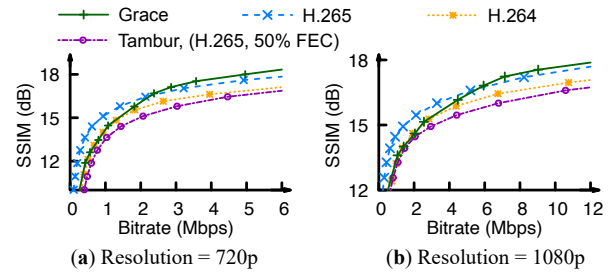 Grace H.265 H.264
Tambur, (H.265, 50% FEC)
SSIM (dB)
18
15
12
0 1 2 3 4 5 6
Bitrate (Mbps)
(a) Resolution = 720p
SSIM (dB)
18
15
12
0 2 4 6 8 10 12
Bitrate (Mbps)
(b) Resolution = 1080p